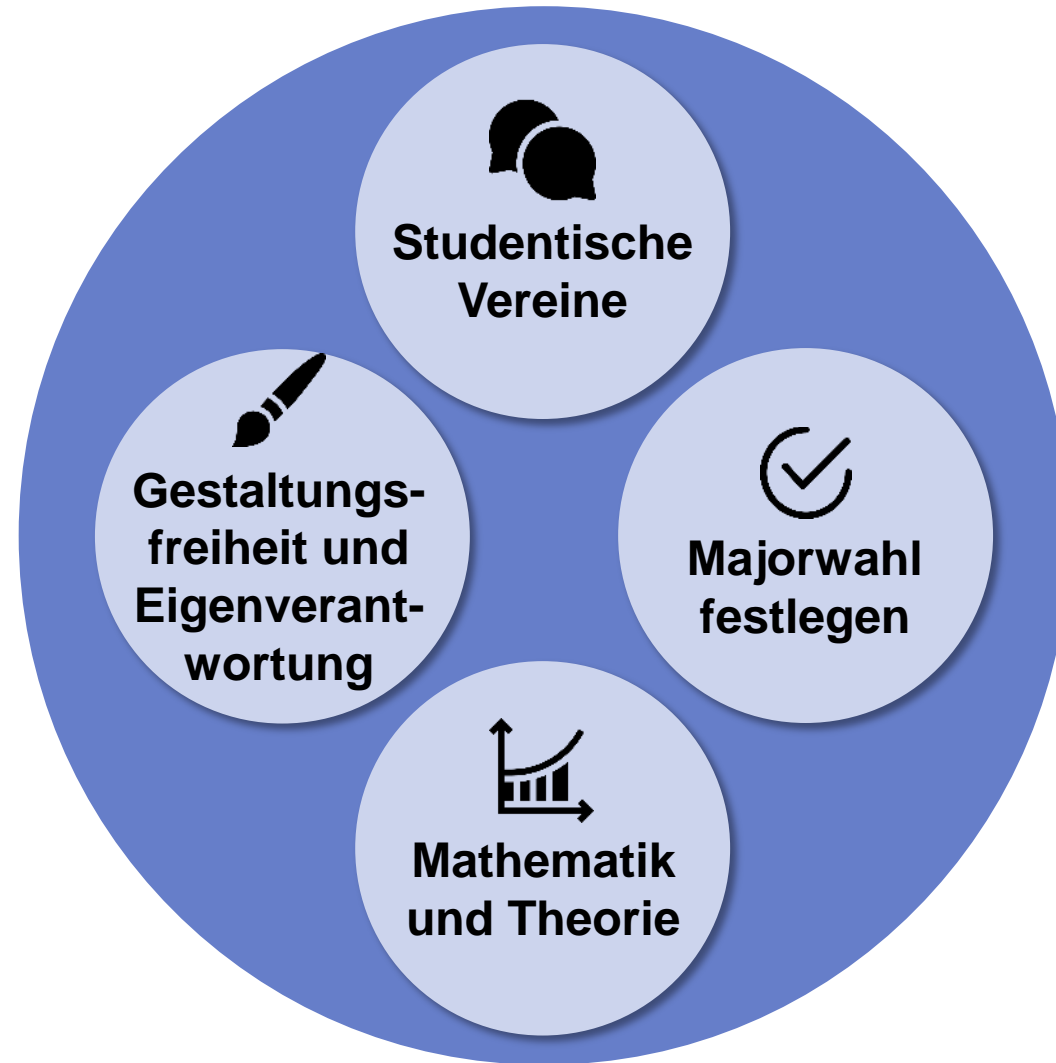 Studentische
Vereine
Gestaltungs-
freiheit und
Eigenverant-
wortung
Majorwahl
festlegen
Mathematik
und Theorie